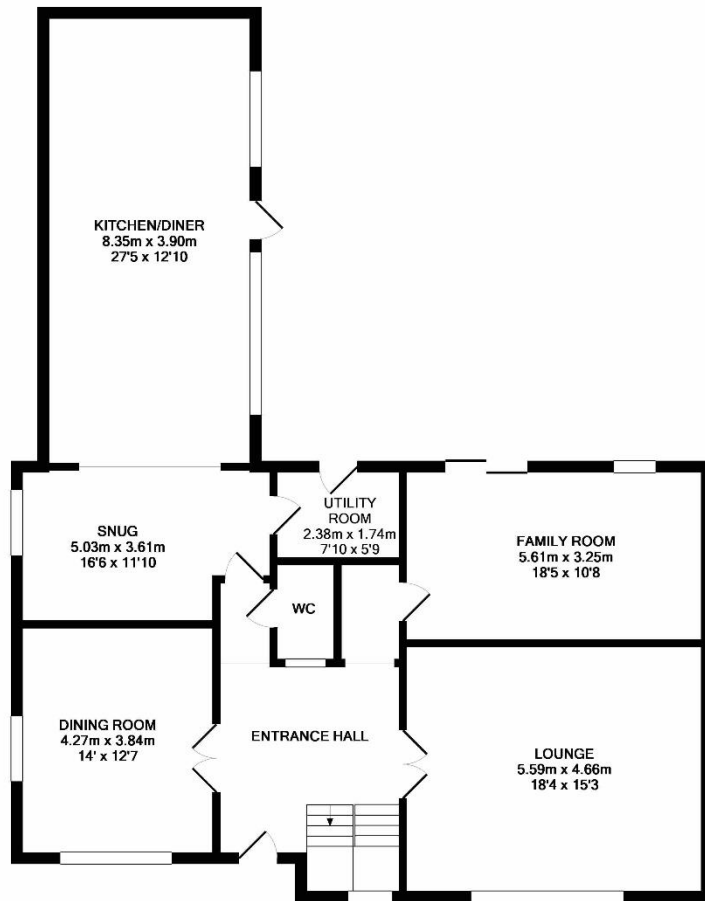 KITCHEN/DINER
8.35m x 3.90m
27'5 x 12'10
SNUG
5.03m x 3.61m
16'6 x 11'10
UTILITY
ROOM
2.38m x 1.74m
7'10 x 5'9
FAMILY ROOM
5.61m x 3.25m
18'5 x 10'8
WC
DINING ROOM
4.27m x 3.84m
14' x 12'7
ENTRANCE HALL
LOUNGE
5.59m x 4.66m
18'4 x 15'3